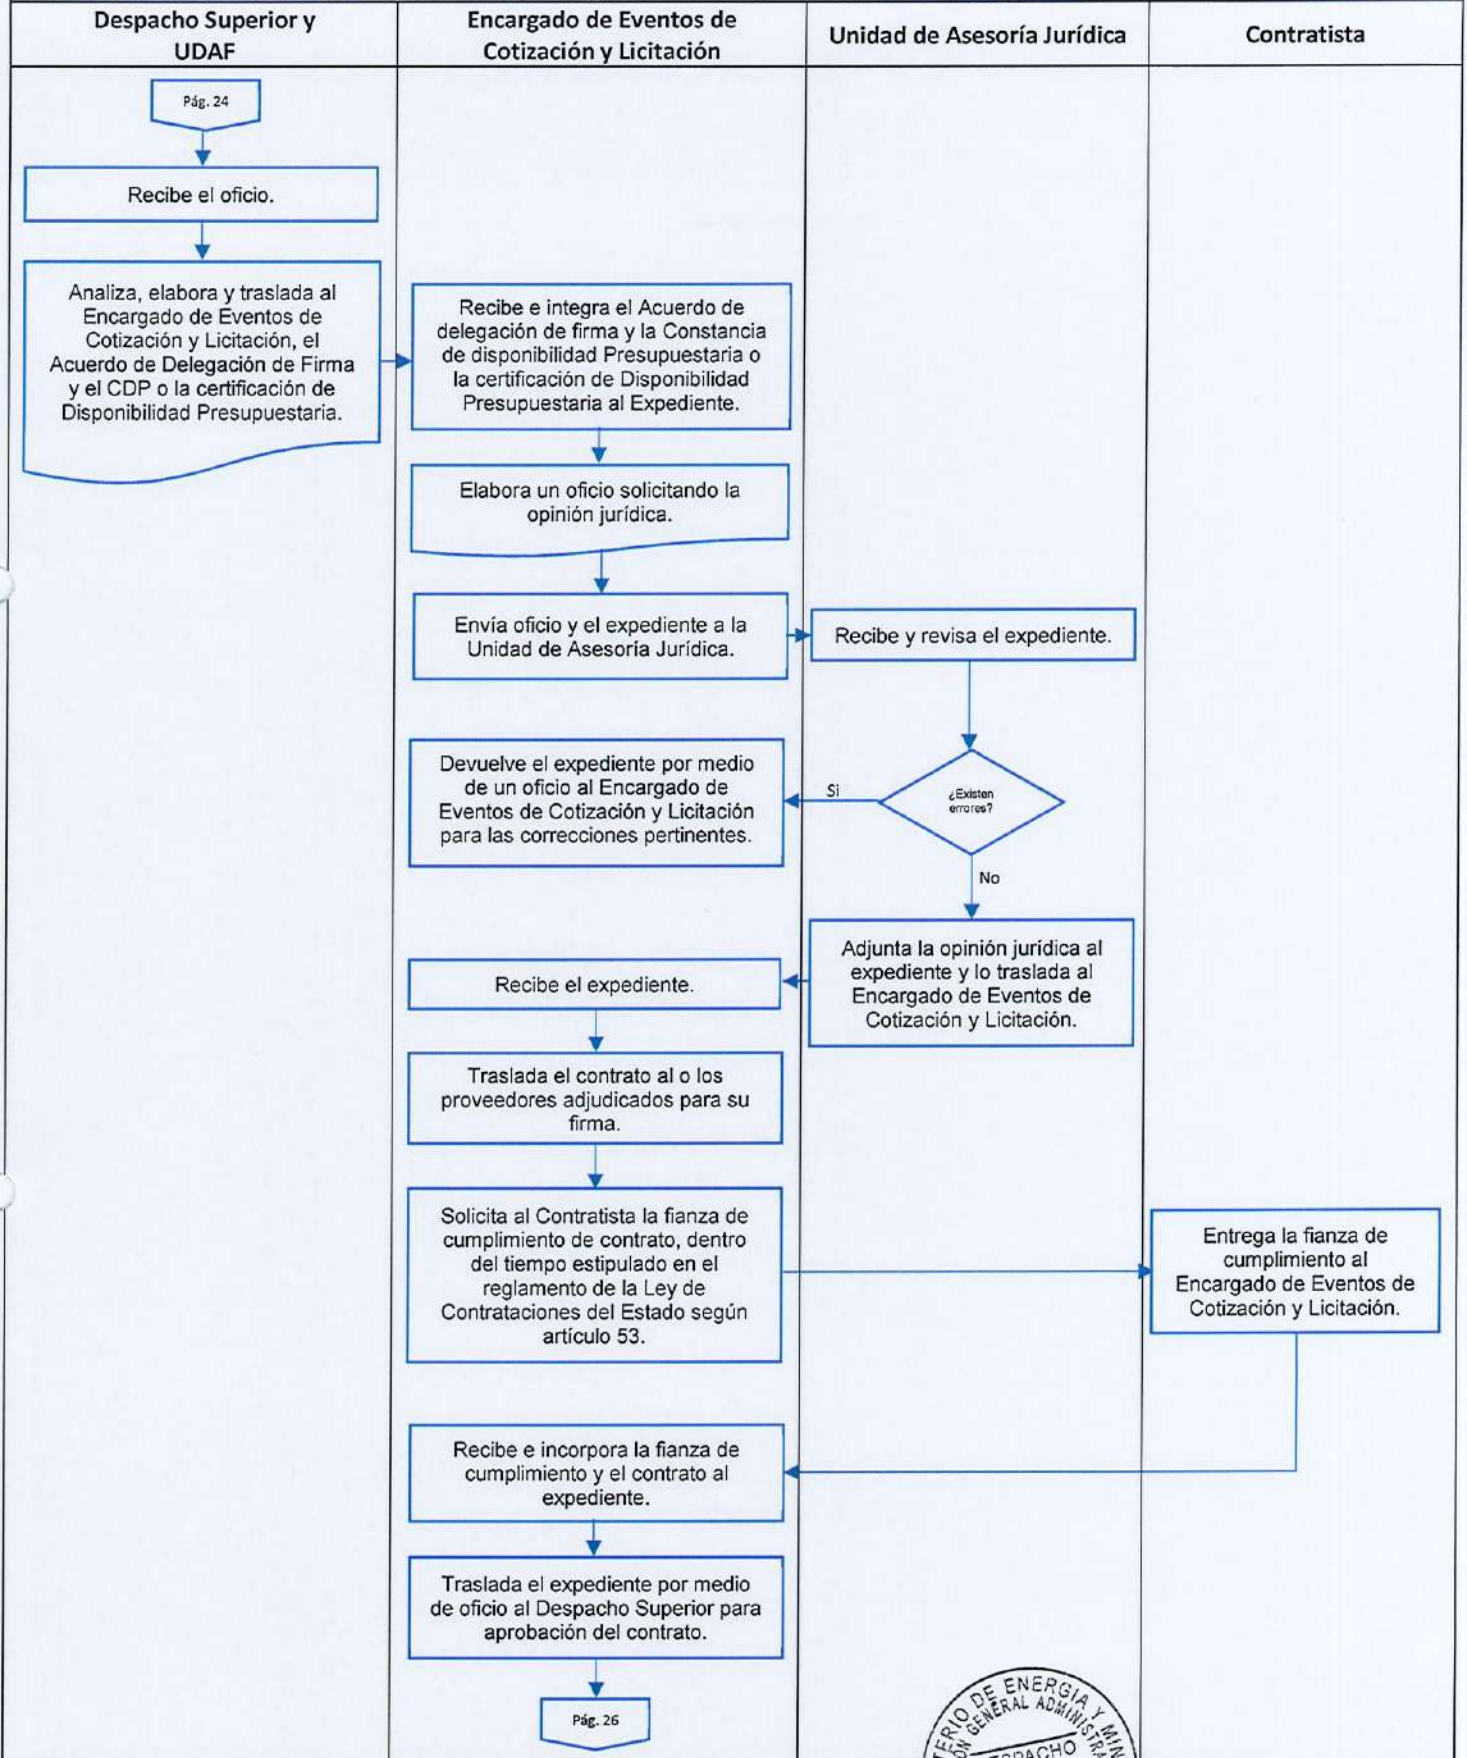 Despacho Superior y
UDAF
Encargado de Eventos de
Cotización y Licitación
Unidad de Asesoría Jurídica
Contratista
Pág. 24
Recibe el oficio.
Analiza, elabora y traslada al
Encargado de Eventos de
Cotización y Licitación, el
Acuerdo de Delegación de Firma
y el CDP o la certificación de
Disponibilidad Presupuestaria.
Recibe e integra el Acuerdo de
delegación de firma y la Constancia
de disponibilidad Presupuestaria o
la certificación de Disponibilidad
Presupuestaria al Expediente.
Elabora un oficio solicitando la
opinión jurídica.
Envía oficio y el expediente a la
Unidad de Asesoría Jurídica.
Recibe y revisa el expediente.
¿Existen
errores?
Si
Devuelve el expediente por medio
de un oficio al Encargado de
Eventos de Cotización y Licitación
para las correcciones pertinentes.
No
Adjunta la opinión jurídica al
expediente y lo traslada al
Encargado de Eventos de
Cotización y Licitación.
Recibe el expediente.
Traslada el contrato al o los
proveedores adjudicados para su
firma.
Solicita al Contratista la fianza de
cumplimiento de contrato, dentro
del tiempo estipulado en el
reglamento de la Ley de
Contrataciones del Estado según
artículo 53.
Entrega la fianza de
cumplimiento al
Encargado de Eventos de
Cotización y Licitación.
Recibe e incorpora la fianza de
cumplimiento y el contrato al
expediente.
Traslada el expediente por medio
de oficio al Despacho Superior para
aprobación del contrato.
Pág. 26
DE ENERGIA Y
GENERAL